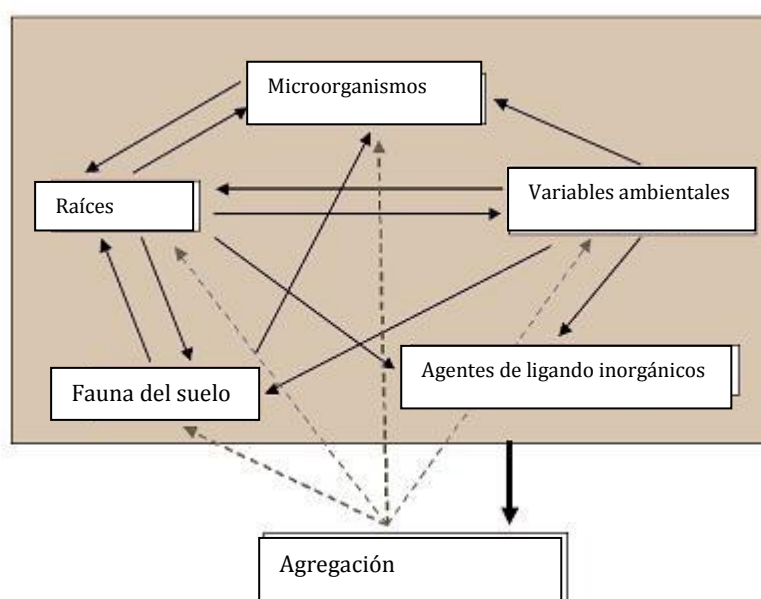 Microorganismos
Raíces
Variables ambientales
Fauna del suelo
Agentes de ligando inorgánicos
Agregación